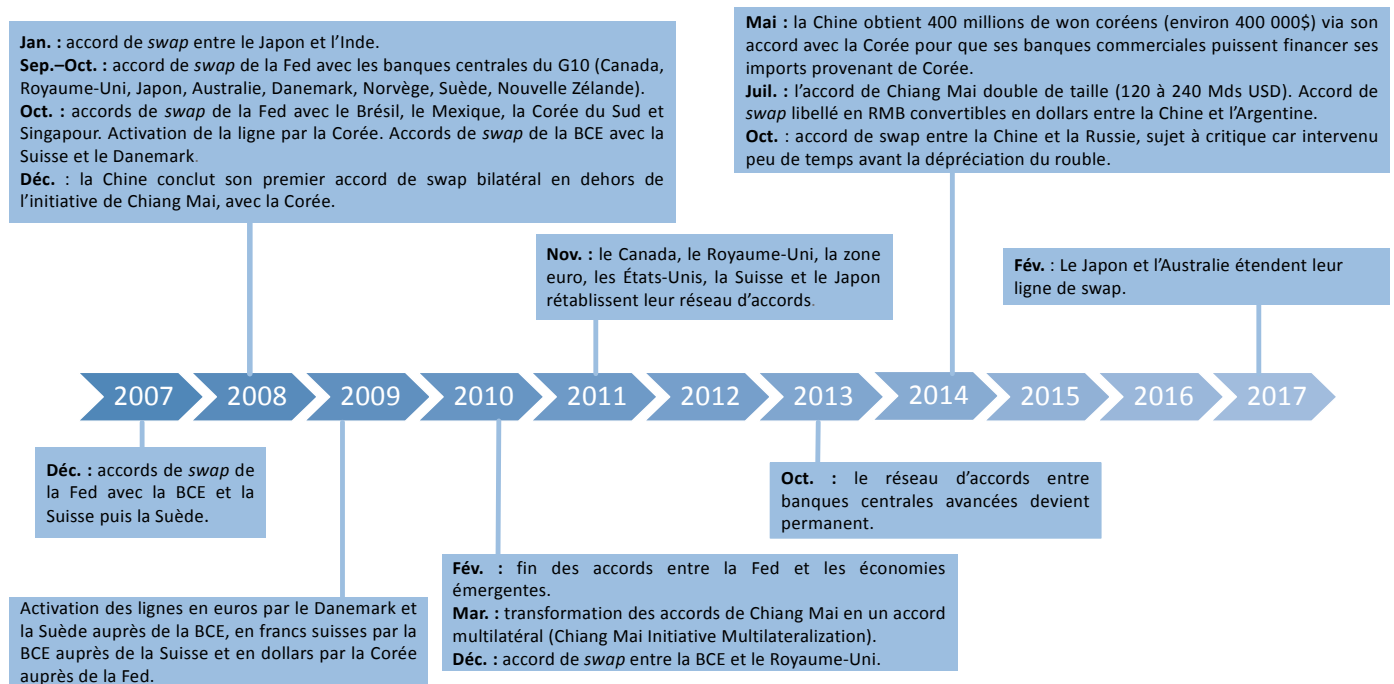 Jan. : accord de swap entre le Japon et l’Inde.
Sep.–Oct. : accord de swap de la Fed avec les banques centrales du G10 (Canada,
Royaume-Uni, Japon, Australie, Danemark, Norvège, Suède, Nouvelle Zélande).
Oct. : accords de swap de la Fed avec le Brésil, le Mexique, la Corée du Sud et
Singapour. Activation de la ligne par la Corée. Accords de swap de la BCE avec la
Suisse et le Danemark.
Déc. : la Chine conclut son premier accord de swap bilatéral en dehors de
l’initiative de Chiang Mai, avec la Corée.
Mai : la Chine obtient 400 millions de won coréens (environ 400 000$) via son
accord avec la Corée pour que ses banques commerciales puissent financer ses
imports provenant de Corée.
Juil. : l’accord de Chiang Mai double de taille (120 à 240 Mds USD). Accord de
swap libellé en RMB convertibles en dollars entre la Chine et l’Argentine.
Oct. : accord de swap entre la Chine et la Russie, sujet à critique car intervenu
peu de temps avant la dépréciation du rouble.
Nov. : le Canada, le Royaume-Uni, la zone
euro, les États-Unis, la Suisse et le Japon
rétablissent leur réseau d’accords.
Fév. : Le Japon et l’Australie étendent leur
ligne de swap.
2007 2008 2009 2010 2011 2012 2013 2014 2015 2016 2017
Déc. : accords de swap de
la Fed avec la BCE et la
Suisse puis la Suède.
Oct. : le réseau d’accords entre
banques centrales avancées devient
permanent.
Fév. : fin des accords entre la Fed et les économies
émergentes.
Mar. : transformation des accords de Chiang Mai en un accord
multilatéral (Chiang Mai Initiative Multilateralization).
Déc. : accord de swap entre la BCE et le Royaume-Uni.
Activation des lignes en euros par le Danemark et
la Suède auprès de la BCE, en francs suisses par la
BCE auprès de la Suisse et en dollars par la Corée
auprès de la Fed.